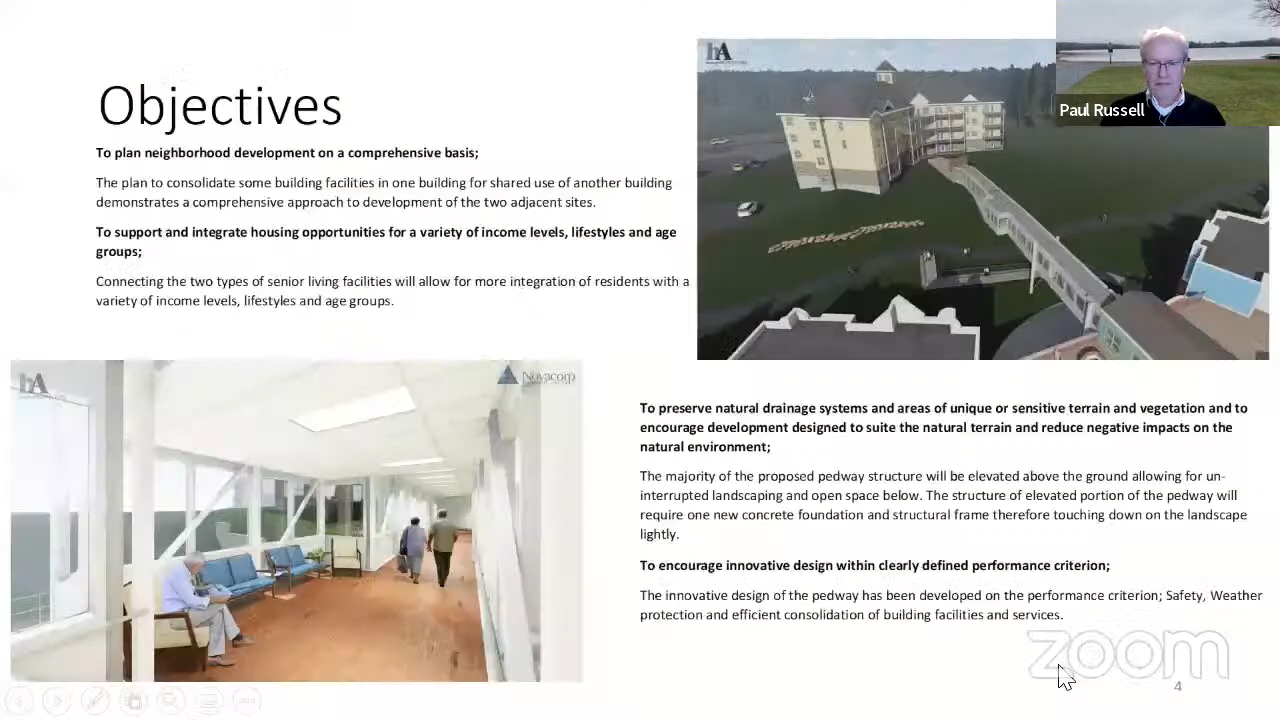 Objectives
To plan neighborhood development on a comprehensive basis;
The plan to consolidate some building facilities in one building for shared use of another building
demonstrates a comprehensive approach to development of the two adjacent sites.
To support and integrate housing opportunities for a variety of income levels, lifestyles and age
groups;
Connecting the two types of senior living facilities will allow for more integration of residents with a
variety of income levels, lifestyles and age groups.
hA
Paul Russell
hA
Novacorp
To preserve natural drainage systems and areas of unique or sensitive terrain and vegetation and to
encourage development designed to suite the natural terrain and reduce negative impacts on the
natural environment;
The majority of the proposed pedway structure will be elevated above the ground allowing for un-
interrupted landscaping and open space below. The structure of elevated portion of the pedway will
require one new concrete foundation and structural frame therefore touching down on the landscape
lightly.
To encourage innovative design within clearly defined performance criterion;
The innovative design of the pedway has been developed on the performance criterion; Safety, Weather
protection and efficient consolidation of building facilities and services.
zoom
4